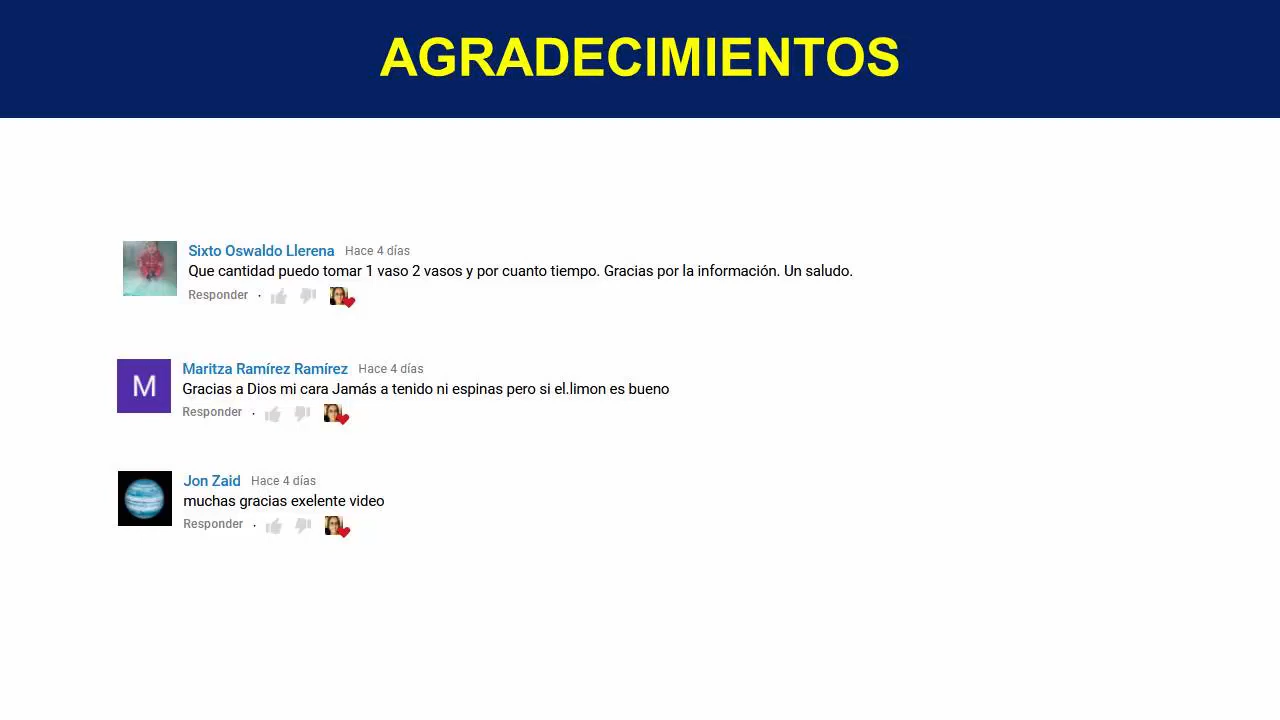 AGRADECIMIENTOS
Sixto Oswaldo Llerena Hace 4 días
Que cantidad puedo tomar 1 vaso 2 vasos y por cuanto tiempo. Gracias por la información. Un saludo.
Responder ·
M
Maritza Ramírez Ramírez Hace 4 días
Gracias a Dios mi cara Jamás a tenido ni espinas pero si el.limon es bueno
Responder ·
Jon Zaid Hace 4 días
muchas gracias exelente video
Responder ·